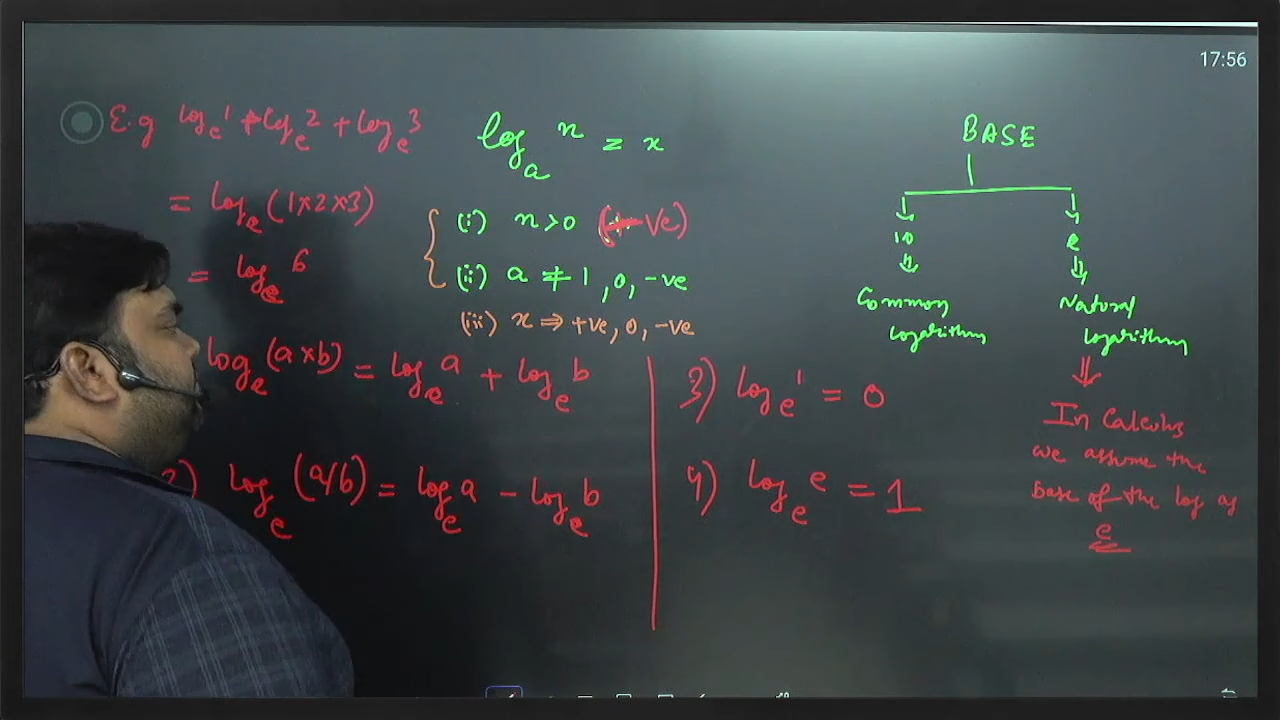 17:56
E.g log_e 1 + log_e 2 + log_e 3
= log_e (1×2×3)
= log_e 6
log_a n = x
(i) n>0 (+ve)
(ii) a ≠ 1, 0, -ve
(iii) x ⇒ +ve, 0, -ve
log_e (a×b) = log_e a + log_e b
2) log_e (a/b) = log_e a - log_e b
3) log_e 1 = 0
4) log_e e = 1
BASE
10
e
Common
logarithm
Natural
logarithm
In Calculus
we assume the
base of the log as
e